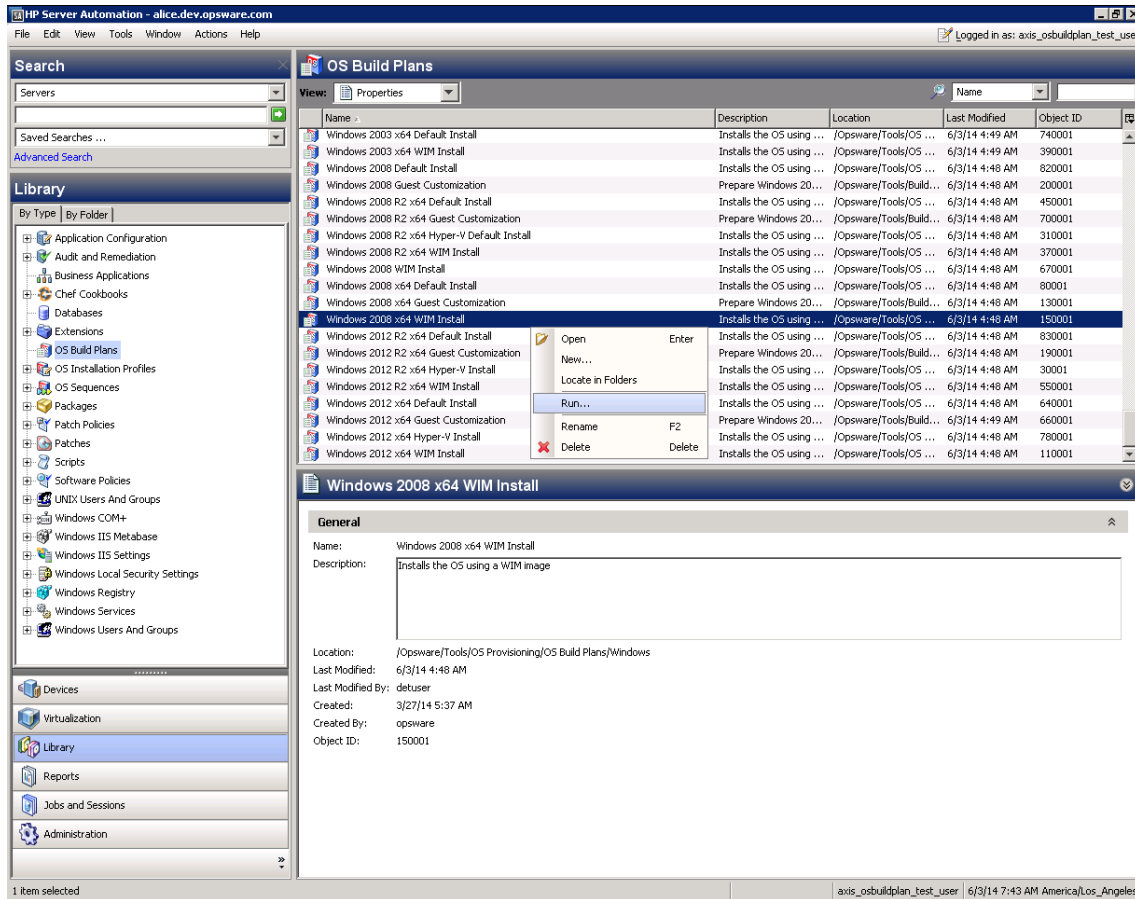 HP Server Automation - alice.dev.opsware.com
File Edit View Tools Window Actions Help
Logged in as: axis_osbuildplan_test_use
Search
Servers
Saved Searches ...
Advanced Search
Library
By Type By Folder
Application Configuration
Audit and Remediation
Business Applications
Chef Cookbooks
Databases
Extensions
OS Build Plans
OS Installation Profiles
OS Sequences
Packages
Patch Policies
Patches
Scripts
Software Policies
UNIX Users And Groups
Windows COM+
Windows IIS Metabase
Windows IIS Settings
Windows Local Security Settings
Windows Registry
Windows Services
Windows Users And Groups
Devices
Virtualization
Library
Reports
Jobs and Sessions
Administration
OS Build Plans
View: Properties Name
Name Description Location Last Modified Object ID
Windows 2003 x64 Default Install Installs the OS using ... /Opsware/Tools/OS ... 6/3/14 4:49 AM 740001
Windows 2003 x64 WIM Install Installs the OS using ... /Opsware/Tools/OS ... 6/3/14 4:49 AM 390001
Windows 2008 Default Install Installs the OS using ... /Opsware/Tools/OS ... 6/3/14 4:48 AM 820001
Windows 2008 Guest Customization Prepare Windows 20... /Opsware/Tools/Build... 6/3/14 4:48 AM 200001
Windows 2008 R2 x64 Default Install Installs the OS using ... /Opsware/Tools/OS ... 6/3/14 4:48 AM 450001
Windows 2008 R2 x64 Guest Customization Prepare Windows 20... /Opsware/Tools/Build... 6/3/14 4:48 AM 700001
Windows 2008 R2 x64 Hyper-V Default Install Installs the OS using ... /Opsware/Tools/OS ... 6/3/14 4:48 AM 310001
Windows 2008 R2 x64 WIM Install Installs the OS using ... /Opsware/Tools/OS ... 6/3/14 4:48 AM 370001
Windows 2008 WIM Install Installs the OS using ... /Opsware/Tools/OS ... 6/3/14 4:48 AM 670001
Windows 2008 x64 Default Install Installs the OS using ... /Opsware/Tools/OS ... 6/3/14 4:48 AM 80001
Windows 2008 x64 Guest Customization Prepare Windows 20... /Opsware/Tools/Build... 6/3/14 4:48 AM 130001
Windows 2008 x64 WIM Install Installs the OS using ... /Opsware/Tools/OS ... 6/3/14 4:48 AM 150001
Windows 2012 R2 x64 Default Install Installs the OS using ... /Opsware/Tools/OS ... 6/3/14 4:48 AM 830001
Windows 2012 R2 x64 Guest Customization Prepare Windows 20... /Opsware/Tools/Build... 6/3/14 4:48 AM 190001
Windows 2012 R2 x64 Hyper-V Install Installs the OS using ... /Opsware/Tools/OS ... 6/3/14 4:48 AM 30001
Windows 2012 R2 x64 WIM Install Installs the OS using ... /Opsware/Tools/OS ... 6/3/14 4:48 AM 550001
Windows 2012 x64 Default Install Installs the OS using ... /Opsware/Tools/OS ... 6/3/14 4:48 AM 640001
Windows 2012 x64 Guest Customization Prepare Windows 20... /Opsware/Tools/Build... 6/3/14 4:49 AM 660001
Windows 2012 x64 Hyper-V Install Installs the OS using ... /Opsware/Tools/OS ... 6/3/14 4:48 AM 780001
Windows 2012 x64 WIM Install Installs the OS using ... /Opsware/Tools/OS ... 6/3/14 4:48 AM 110001
Open Enter
New...
Locate in Folders
Run...
Rename F2
Delete Delete
Windows 2008 x64 WIM Install
General
Name: Windows 2008 x64 WIM Install
Description: Installs the OS using a WIM image
Location: /Opsware/Tools/OS Provisioning/OS Build Plans/Windows
Last Modified: 6/3/14 4:48 AM
Last Modified By: detuser
Created: 3/27/14 5:37 AM
Created By: opsware
Object ID: 150001
1 item selected
axis_osbuildplan_test_user 6/3/14 7:43 AM America/Los_Angeles